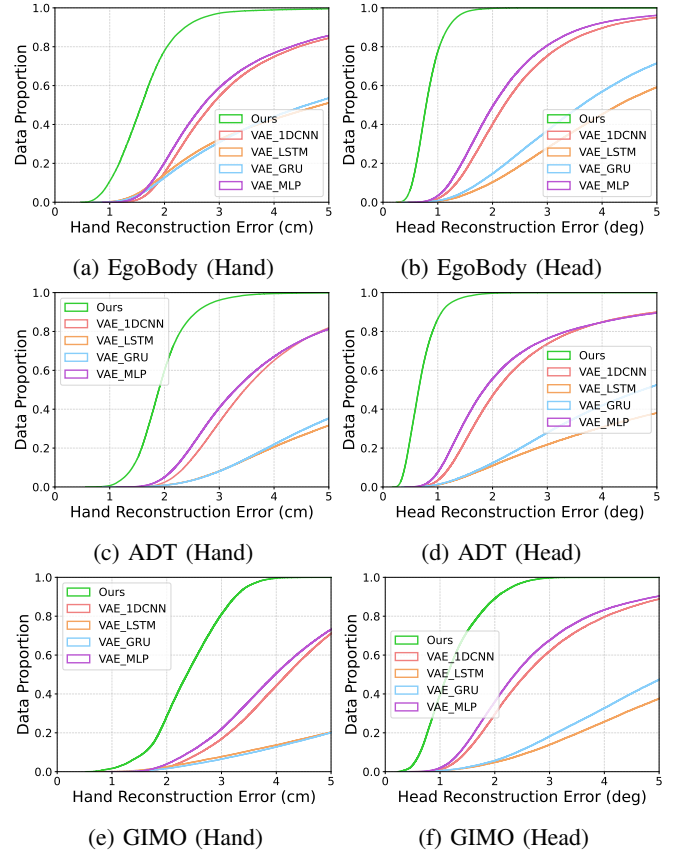 1.0
0.8
0.6
0.4
0.2
0.0
Data Proportion
Ours
VAE_1DCNN
VAE_LSTM
VAE_GRU
VAE_MLP
0 1 2 3 4 5
Hand Reconstruction Error (cm)
(a) EgoBody (Hand)
1.0
0.8
0.6
0.4
0.2
0.0
Data Proportion
Ours
VAE_1DCNN
VAE_LSTM
VAE_GRU
VAE_MLP
0 1 2 3 4 5
Head Reconstruction Error (deg)
(b) EgoBody (Head)
1.0
0.8
0.6
0.4
0.2
0.0
Data Proportion
Ours
VAE_1DCNN
VAE_LSTM
VAE_GRU
VAE_MLP
0 1 2 3 4 5
Hand Reconstruction Error (cm)
(c) ADT (Hand)
1.0
0.8
0.6
0.4
0.2
0.0
Data Proportion
Ours
VAE_1DCNN
VAE_LSTM
VAE_GRU
VAE_MLP
0 1 2 3 4 5
Head Reconstruction Error (deg)
(d) ADT (Head)
1.0
0.8
0.6
0.4
0.2
0.0
Data Proportion
Ours
VAE_1DCNN
VAE_LSTM
VAE_GRU
VAE_MLP
0 1 2 3 4 5
Hand Reconstruction Error (cm)
(e) GIMO (Hand)
1.0
0.8
0.6
0.4
0.2
0.0
Data Proportion
Ours
VAE_1DCNN
VAE_LSTM
VAE_GRU
VAE_MLP
0 1 2 3 4 5
Head Reconstruction Error (deg)
(f) GIMO (Head)